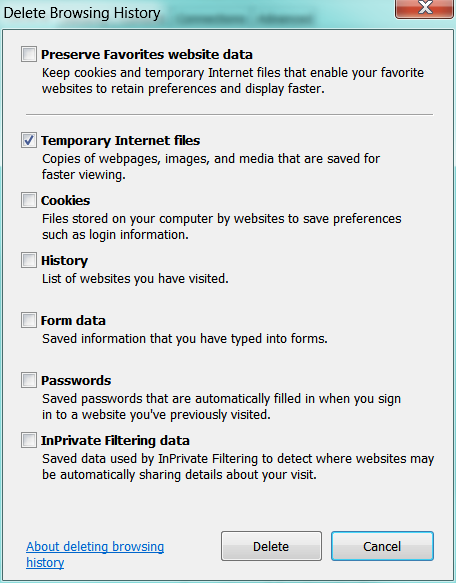 Delete Browsing History
Connections
Advanced
Preserve Favorites website data
Keep cookies and temporary Internet files that enable your favorite
websites to retain preferences and display faster.
Temporary Internet files
Copies of webpages, images, and media that are saved for
faster viewing.
Cookies
Files stored on your computer by websites to save preferences
such as login information.
History
List of websites you have visited.
Form data
Saved information that you have typed into forms.
Passwords
Saved passwords that are automatically filled in when you sign
in to a website you've previously visited.
InPrivate Filtering data
Saved data used by InPrivate Filtering to detect where websites may
be automatically sharing details about your visit.
About deleting browsing
history
Delete
Cancel